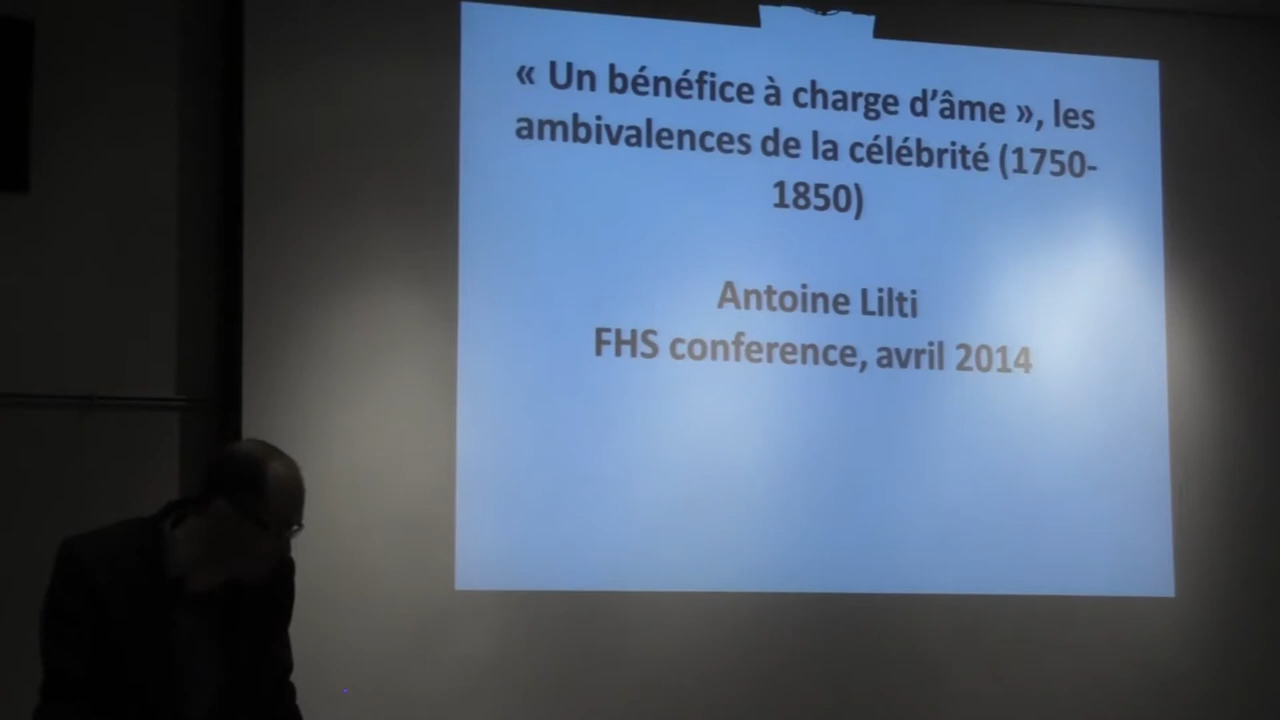 « Un bénéfice à charge d’âme », les
ambivalences de la célébrité (1750-
1850)
Antoine Lilti
FHS conference, avril 2014